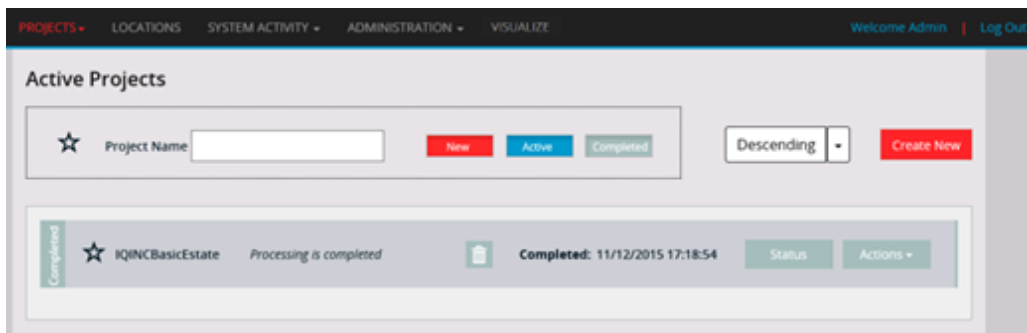 PROJECTS LOCATIONS SYSTEM ACTIVITY ADMINISTRATION VISUALIZE Welcome Admin | Log Out
Active Projects
Project Name New Active Completed Descending Create New
Completed IQINCBasicEstate Processing is completed Completed: 11/12/2015 17:18:54 Status Actions